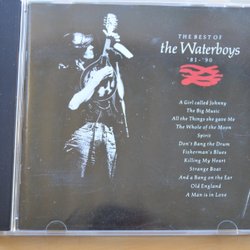 THE BEST OF
the Waterboys
'81-'90
A Girl called Johnny
The Big Music
All the Things she gave Me
The Whole of the Moon
Spirit
Don't Bang the Drum
Fisherman's Blues
Killing My Heart
Strange Boat
And a Bang on the Ear
Old England
A Man is in Love